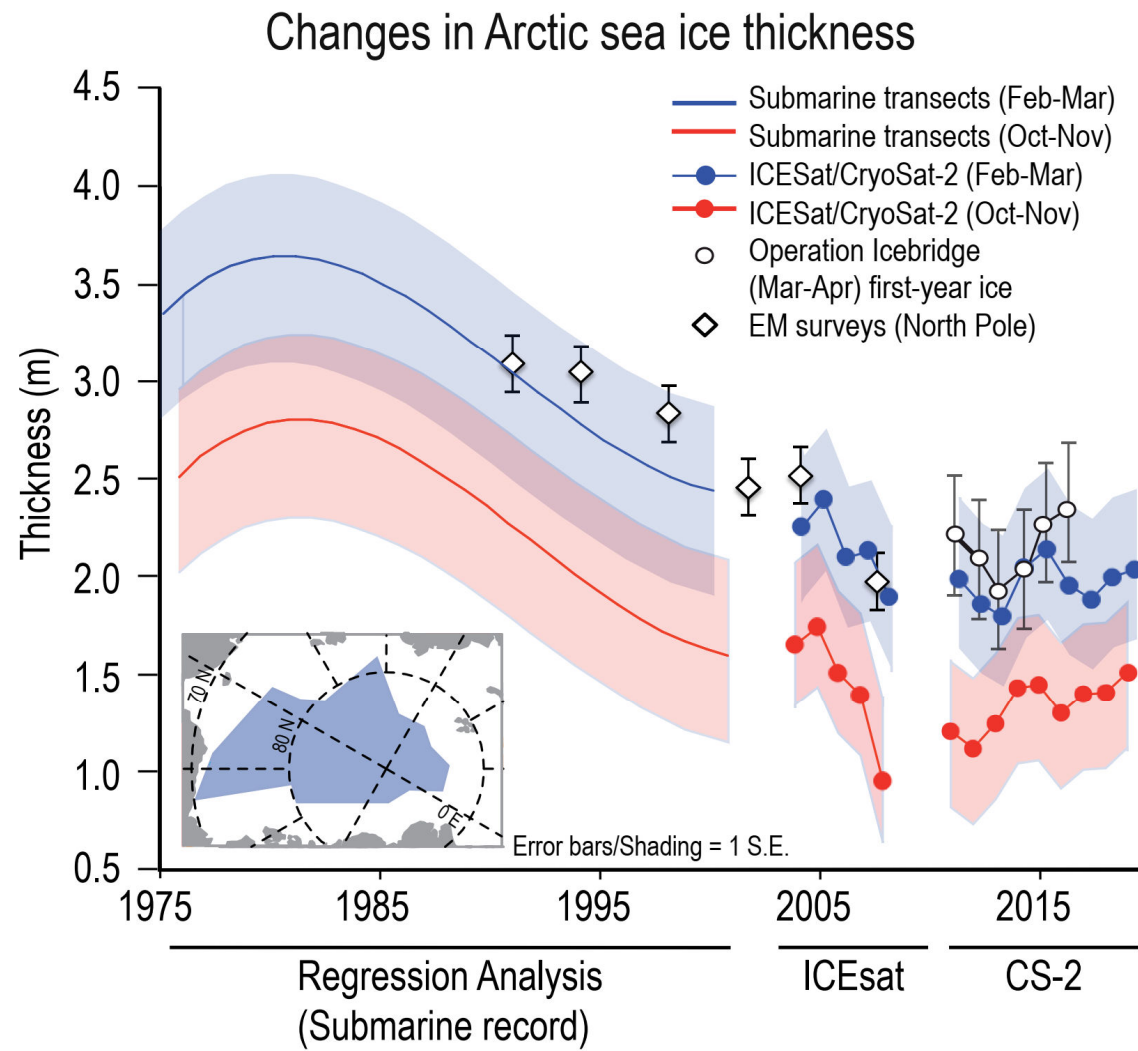 Changes in Arctic sea ice thickness
Submarine transects (Feb-Mar)
Submarine transects (Oct-Nov)
ICESat/CryoSat-2 (Feb-Mar)
ICESat/CryoSat-2 (Oct-Nov)
Operation Icebridge
(Mar-Apr) first-year ice
EM surveys (North Pole)
Thickness (m)
4.5
4.0
3.5
3.0
2.5
2.0
1.5
1.0
0.5
70 N
80 N
0 E
Error bars/Shading = 1 S.E.
1975
1985
1995
2005
2015
Regression Analysis
(Submarine record)
ICEsat
CS-2